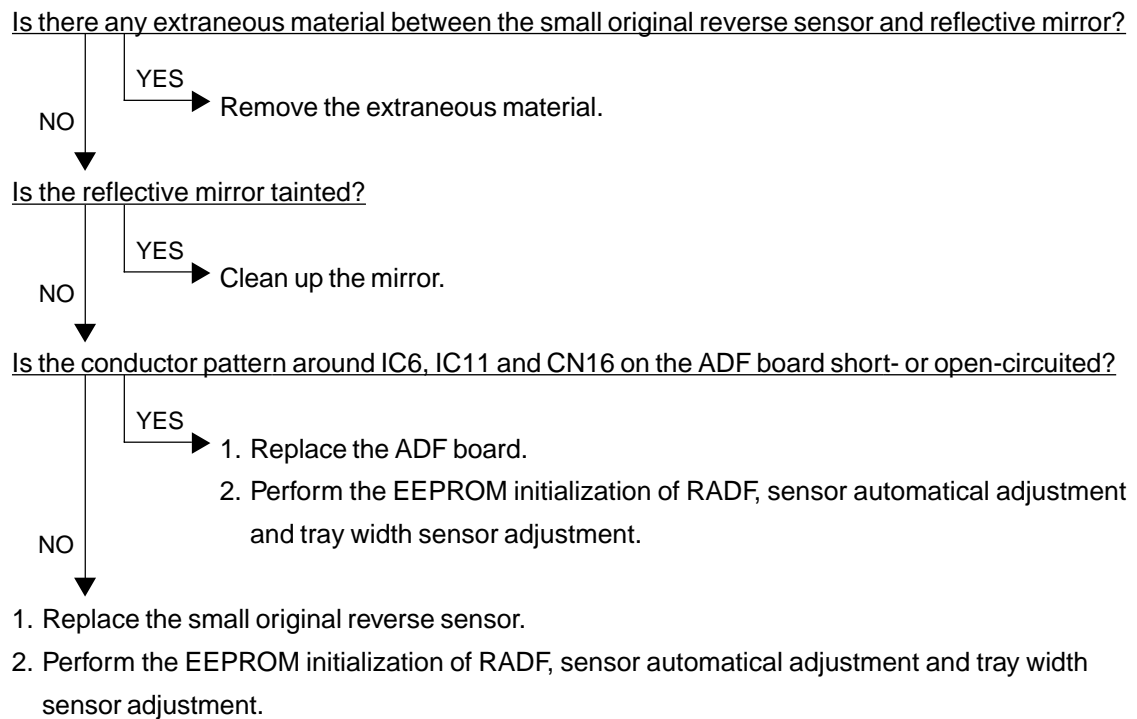 Is there any extraneous material between the small original reverse sensor and reflective mirror?
YES
Remove the extraneous material.
NO
Is the reflective mirror tainted?
YES
Clean up the mirror.
NO
Is the conductor pattern around IC6, IC11 and CN16 on the ADF board short- or open-circuited?
YES
1. Replace the ADF board.
2. Perform the EEPROM initialization of RADF, sensor automatical adjustment
and tray width sensor adjustment.
NO
1. Replace the small original reverse sensor.
2. Perform the EEPROM initialization of RADF, sensor automatical adjustment and tray width
sensor adjustment.